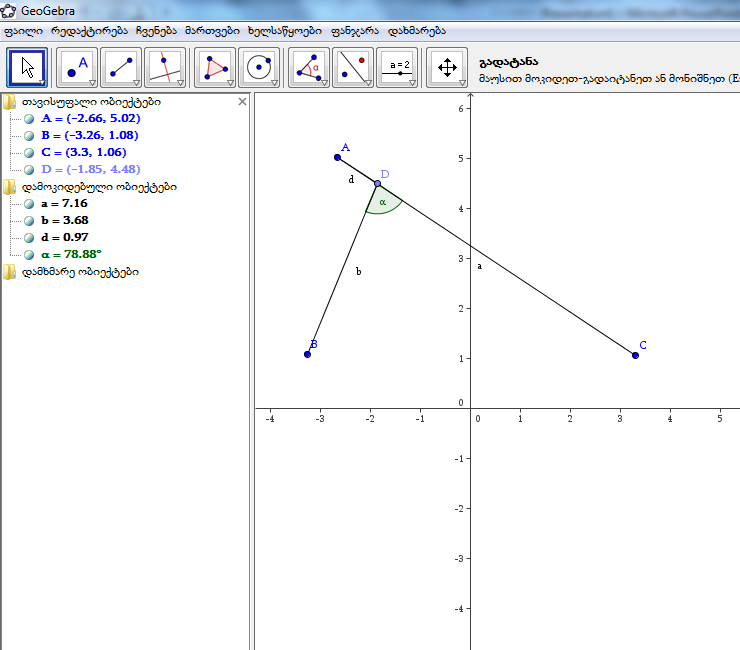 GeoGebra
ფაილი რედაქტირება ჩვენება მართვები ხელსაწყოები ფანჯარა დახმარება
A α a = 2
გადატანა
მაუსით მოკიდეთ-გადაიტანეთ ან მონიშნეთ (Es
თავისუფალი ობიექტები
A = (-2.66, 5.02)
B = (-3.26, 1.08)
C = (3.3, 1.06)
D = (-1.85, 4.48)
დამოკიდებული ობიექტები
a = 7.16
b = 3.68
d = 0.97
α = 78.88°
დამხმარე ობიექტები
6
A
5
d D
α
4
3
b a
2
B C
1
0
-4 -3 -2 -1 0 1 2 3 4 5
-1
-2
-3
-4